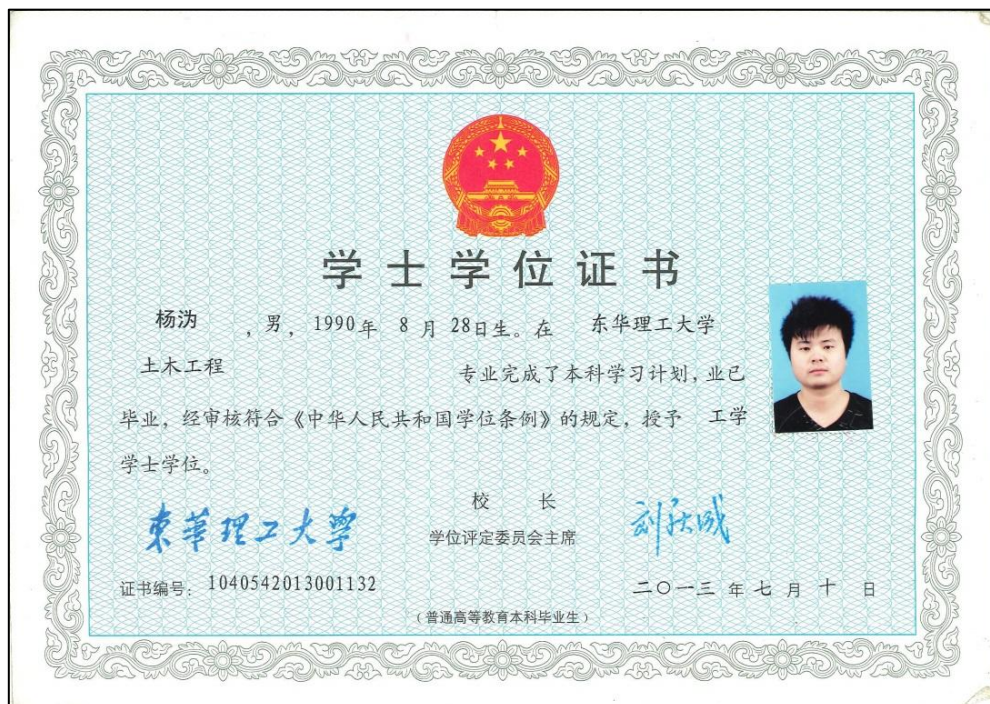 学士学位证书
杨沩，男，1990年 8 月 28日生。在 东华理工大学
土木工程 专业完成了本科学习计划，业已
毕业，经审核符合《中华人民共和国学位条例》的规定，授予 工学
学士学位。
東華理工大學
校 长
学位评定委员会主席
证书编号：1040542013001132
二〇一三 年 七 月 十 日
（普通高等教育本科毕业生）